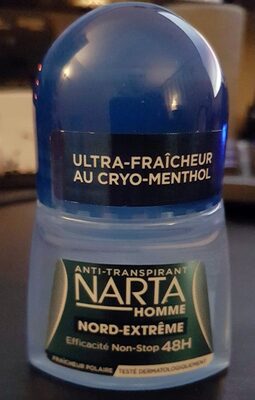 ULTRA-FRAÎCHEUR
AU CRYO-MENTHOL
ANTI-TRANSPIRANT
NARTA
HOMME
NORD-EXTRÊME
Efficacité Non-Stop 48H
FRAÎCHEUR POLAIRE TESTÉ DERMATOLOGIQUEMENT